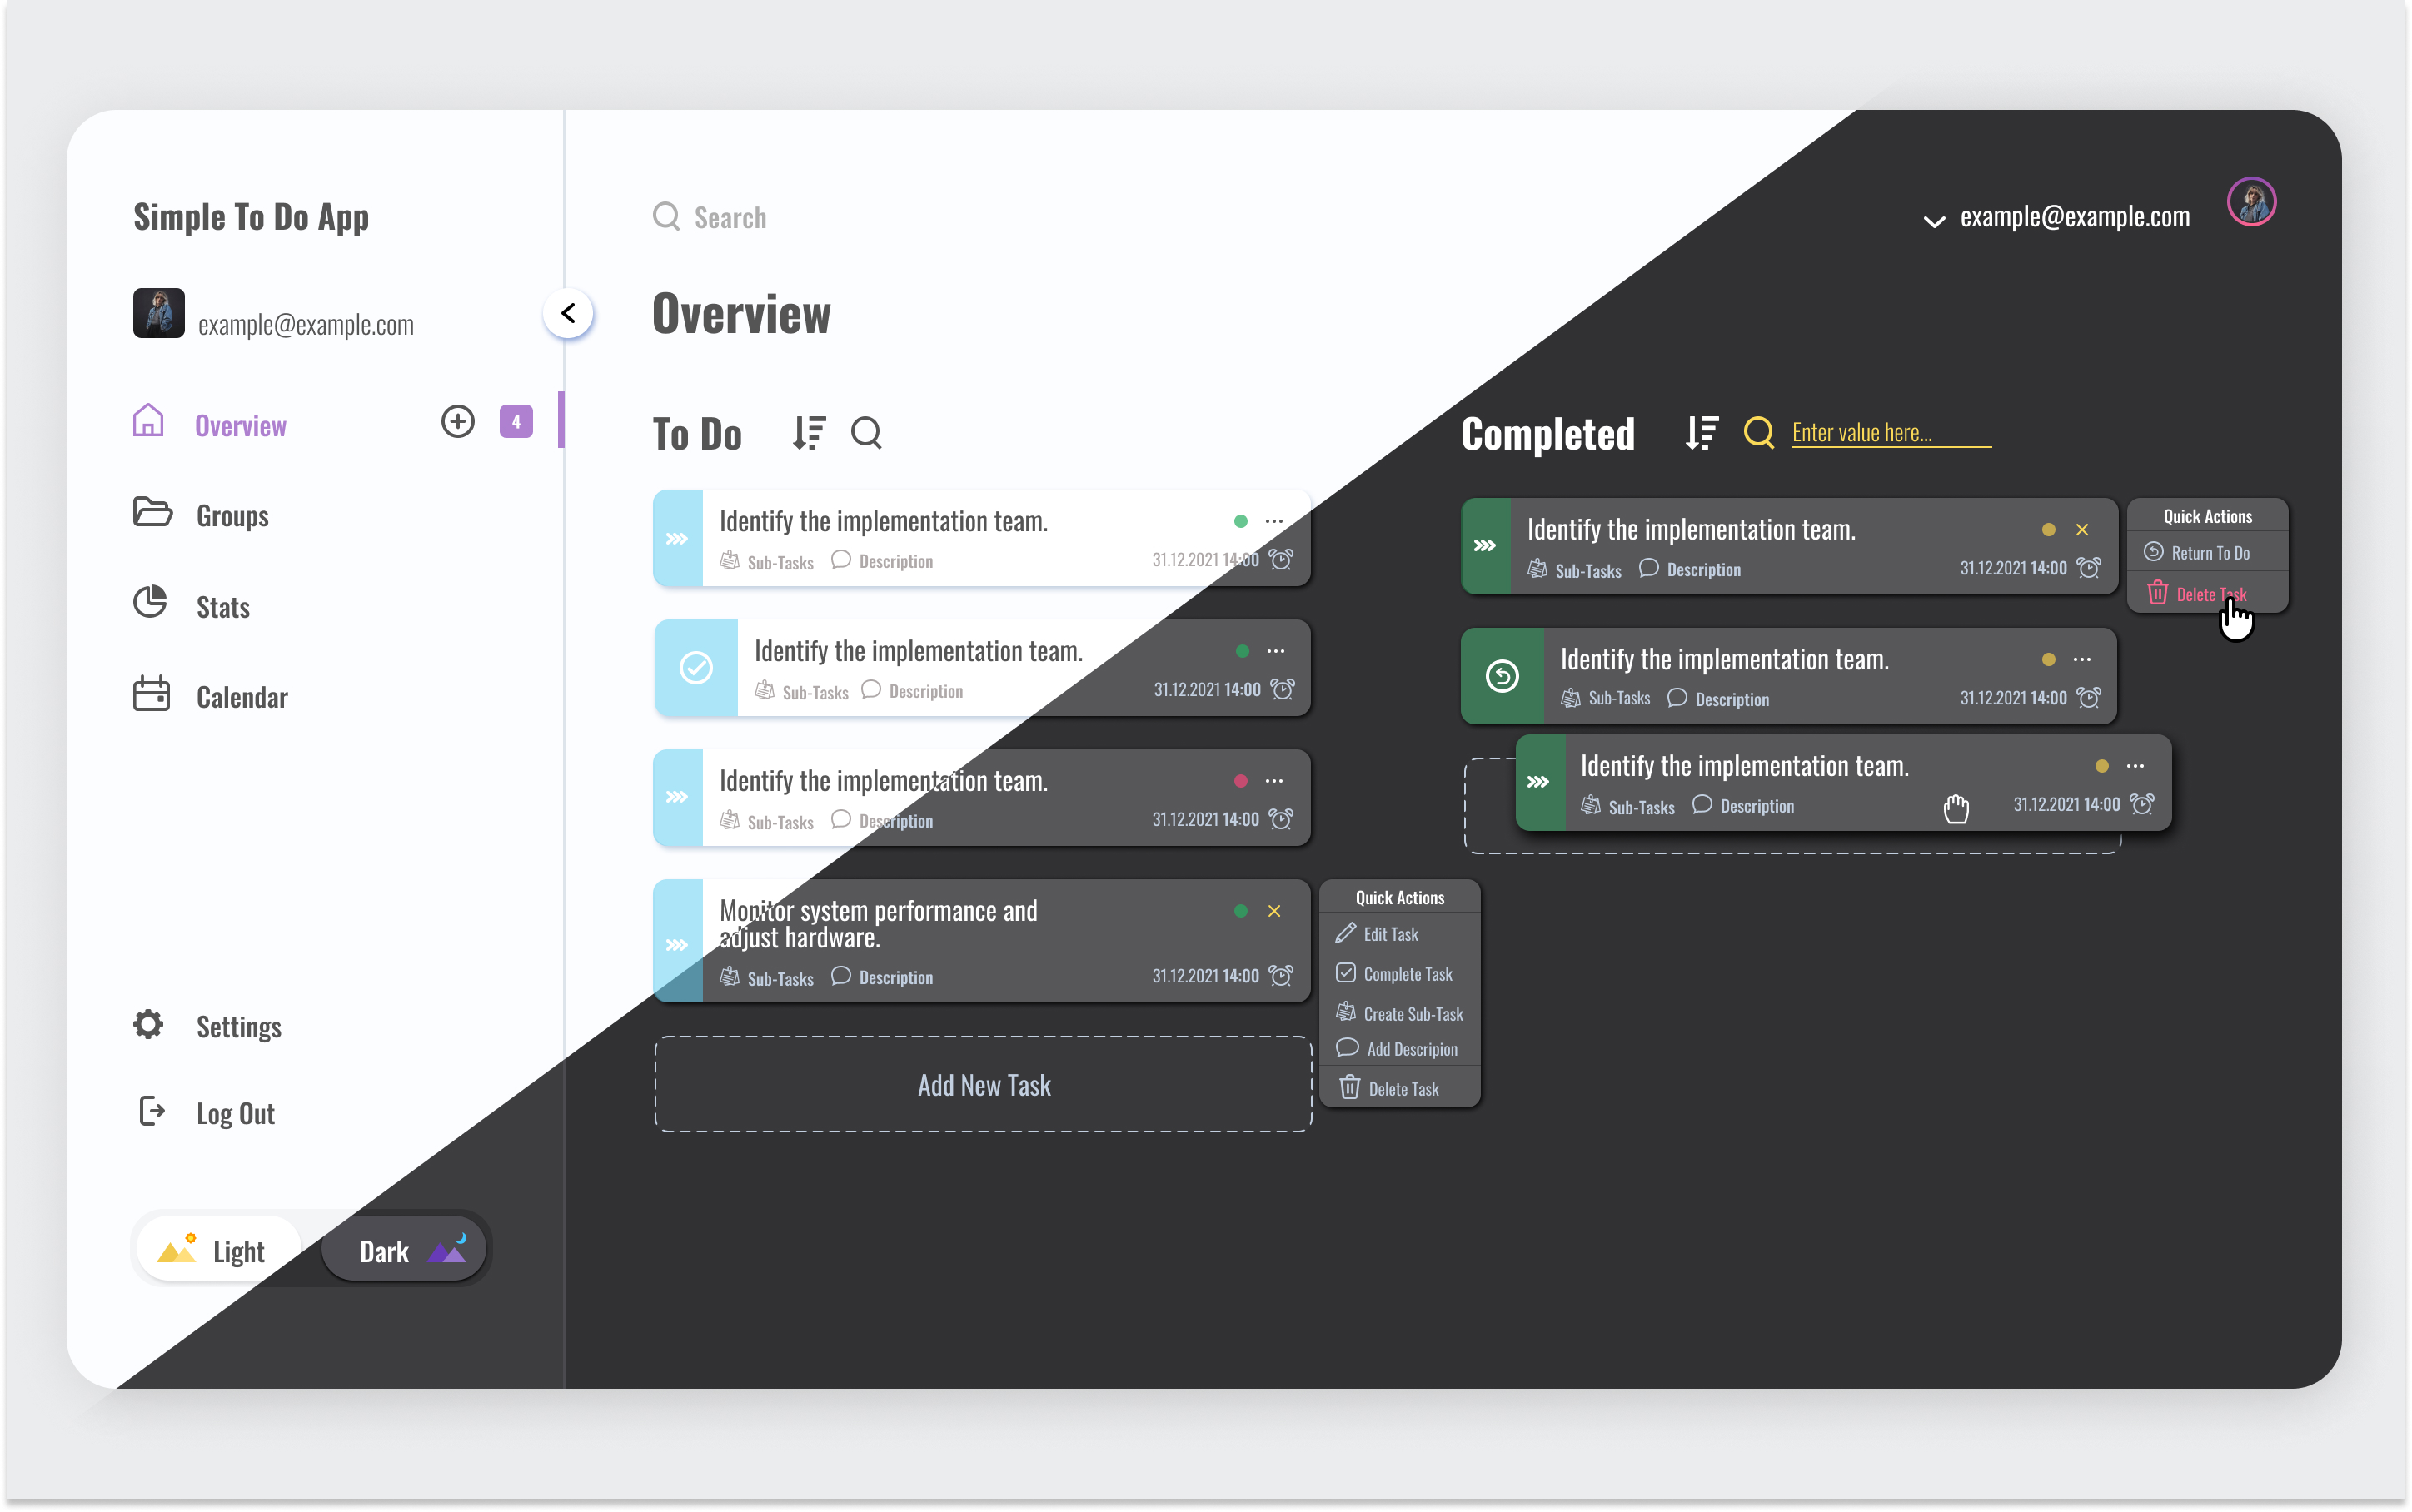 Simple To Do App
example@example.com
Overview
4
Groups
Stats
Calendar
Settings
Log Out
Light
Dark
Search
example@example.com
Overview
To Do
Identify the implementation team.
Sub-Tasks
Description
31.12.2021 14:00
Identify the implementation team.
Sub-Tasks
Description
31.12.2021 14:00
Identify the implementation team.
Sub-Tasks
Description
31.12.2021 14:00
Monitor system performance and
adjust hardware.
Sub-Tasks
Description
31.12.2021 14:00
Quick Actions
Edit Task
Complete Task
Create Sub-Task
Add Descripion
Delete Task
Add New Task
Completed
Enter value here...
Identify the implementation team.
Sub-Tasks
Description
31.12.2021 14:00
Quick Actions
Return To Do
Delete Task
Identify the implementation team.
Sub-Tasks
Description
31.12.2021 14:00
Identify the implementation team.
Sub-Tasks
Description
31.12.2021 14:00